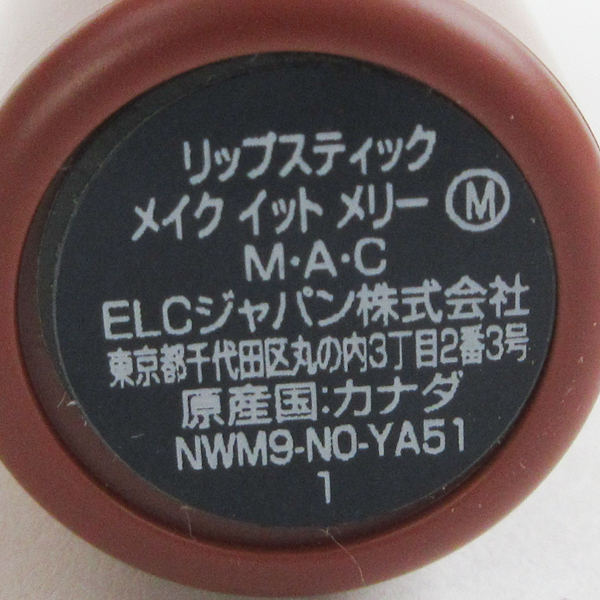 リップスティック
メイク イット メリー Ⓜ
M・A・C
ELCジャパン株式会社
東京都千代田区丸の内3丁目2番3号
原産国:カナダ
NWM9-N0-YA51
1